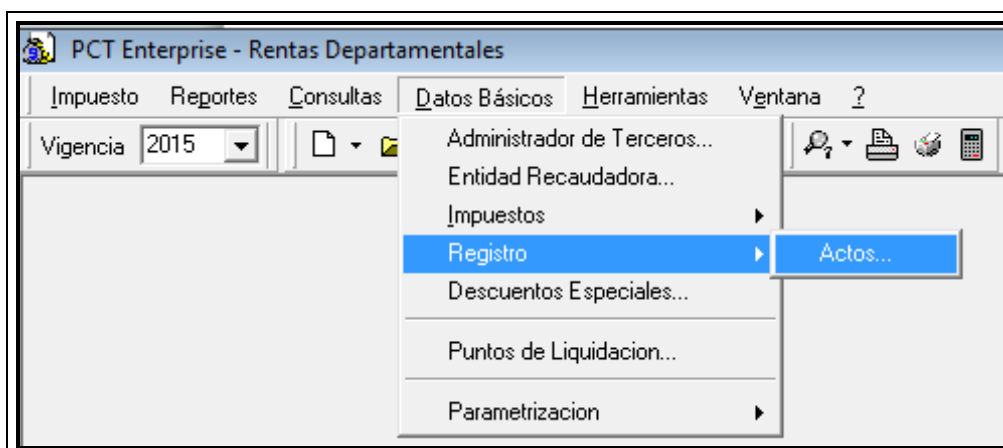 PCT Enterprise - Rentas Departamentales
Impuesto Reportes Consultas Datos Básicos Herramientas Ventana ?
Vigencia 2015
Administrador de Terceros...
Entidad Recaudadora...
Impuestos
Registro Actos...
Descuentos Especiales...
Puntos de Liquidacion...
Parametrizacion